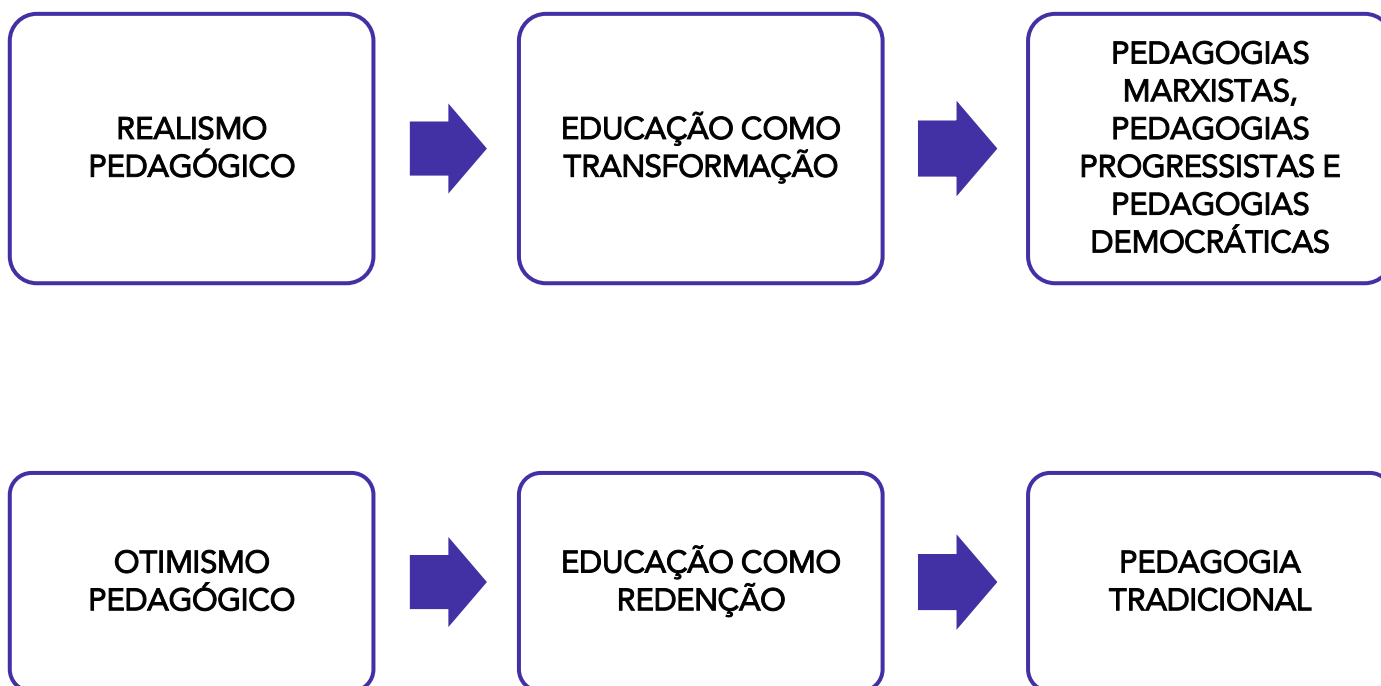 REALISMO
PEDAGÓGICO
EDUCAÇÃO COMO
TRANSFORMAÇÃO
PEDAGOGIAS
MARXISTAS,
PEDAGOGIAS
PROGRESSISTAS E
PEDAGOGIAS
DEMOCRÁTICAS
OTIMISMO
PEDAGÓGICO
EDUCAÇÃO COMO
REDENÇÃO
PEDAGOGIA
TRADICIONAL